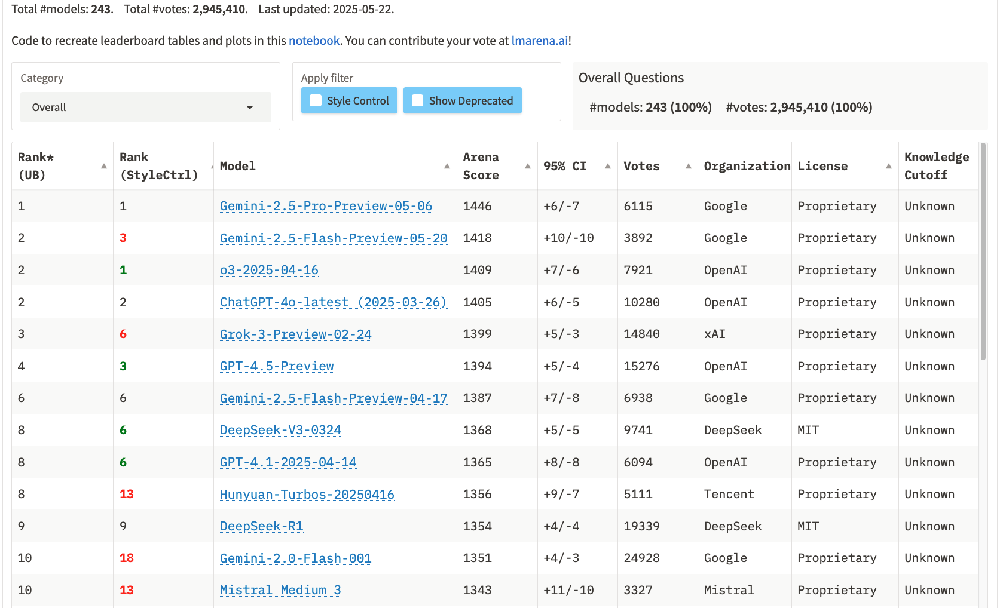 Total #models: 243. Total #votes: 2,945,410. Last updated: 2025-05-22.
Code to recreate leaderboard tables and plots in this notebook. You can contribute your vote at lmarena.ai!
Category
Overall
Apply filter
Style Control Show Deprecated
Overall Questions
#models: 243 (100%) #votes: 2,945,410 (100%)
Rank* (UB) Rank (StyleCtrl) Model Arena Score 95% CI Votes Organization License Knowledge Cutoff
1 1 Gemini-2.5-Pro-Preview-05-06 1446 +6/-7 6115 Google Proprietary Unknown
2 3 Gemini-2.5-Flash-Preview-05-20 1418 +10/-10 3892 Google Proprietary Unknown
2 1 o3-2025-04-16 1409 +7/-6 7921 OpenAI Proprietary Unknown
2 2 ChatGPT-4o-latest (2025-03-26) 1405 +6/-5 10280 OpenAI Proprietary Unknown
3 6 Grok-3-Preview-02-24 1399 +5/-3 14840 xAI Proprietary Unknown
4 3 GPT-4.5-Preview 1394 +5/-4 15276 OpenAI Proprietary Unknown
6 6 Gemini-2.5-Flash-Preview-04-17 1387 +7/-8 6938 Google Proprietary Unknown
8 6 DeepSeek-V3-0324 1368 +5/-5 9741 DeepSeek MIT Unknown
8 6 GPT-4.1-2025-04-14 1365 +8/-8 6094 OpenAI Proprietary Unknown
8 13 Hunyuan-Turbos-20250416 1356 +9/-7 5111 Tencent Proprietary Unknown
9 9 DeepSeek-R1 1354 +4/-4 19339 DeepSeek MIT Unknown
10 18 Gemini-2.0-Flash-001 1351 +4/-3 24928 Google Proprietary Unknown
10 13 Mistral Medium 3 1343 +11/-10 3327 Mistral Proprietary Unknown